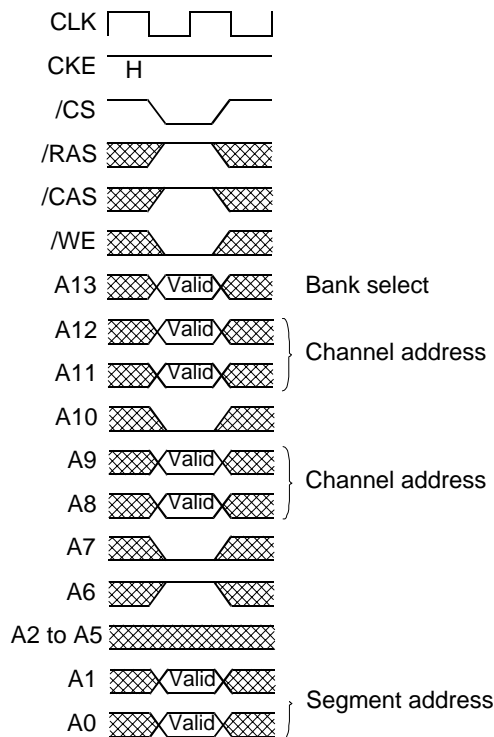 CLK
CKE H
/CS
/RAS
/CAS
/WE
A13 Valid Bank select
A12 Valid
Channel address
A11 Valid
A10
A9 Valid
Channel address
A8 Valid
A7
A6
A2 to A5
A1 Valid
Segment address
A0 Valid